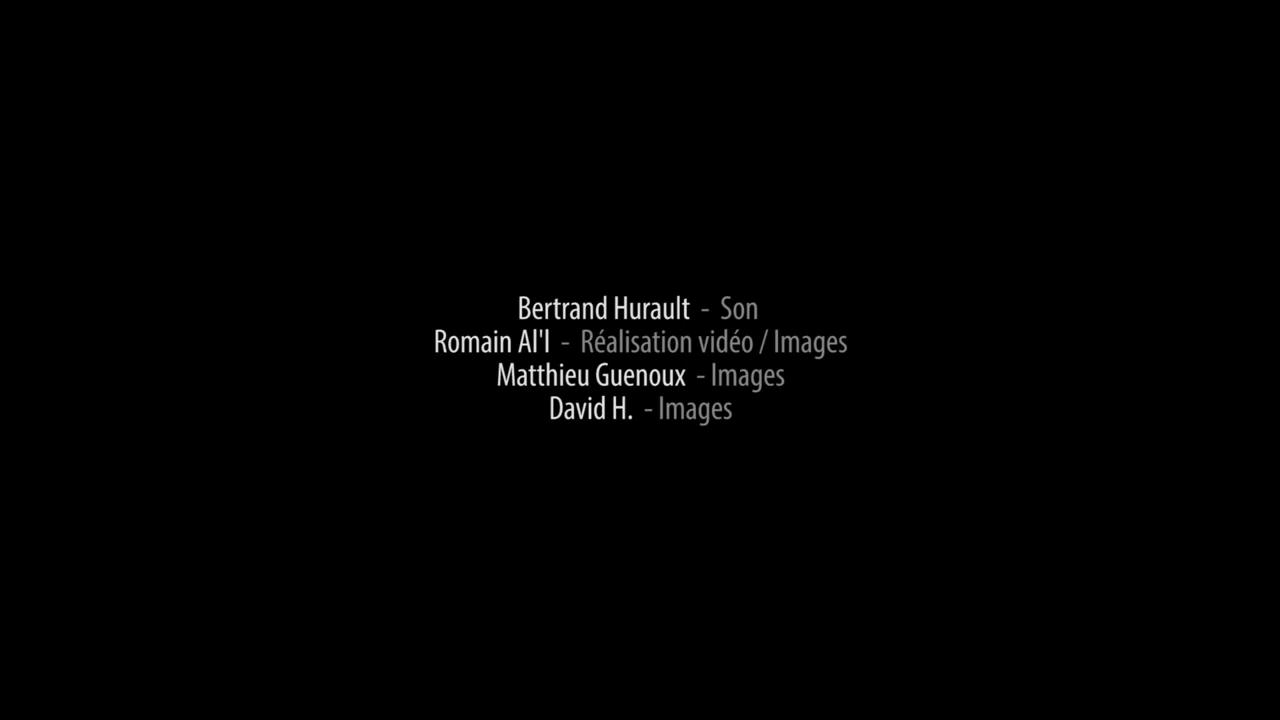 Bertrand Hurault - Son
Romain Al'l - Réalisation vidéo / Images
Matthieu Guenoux - Images
David H. - Images